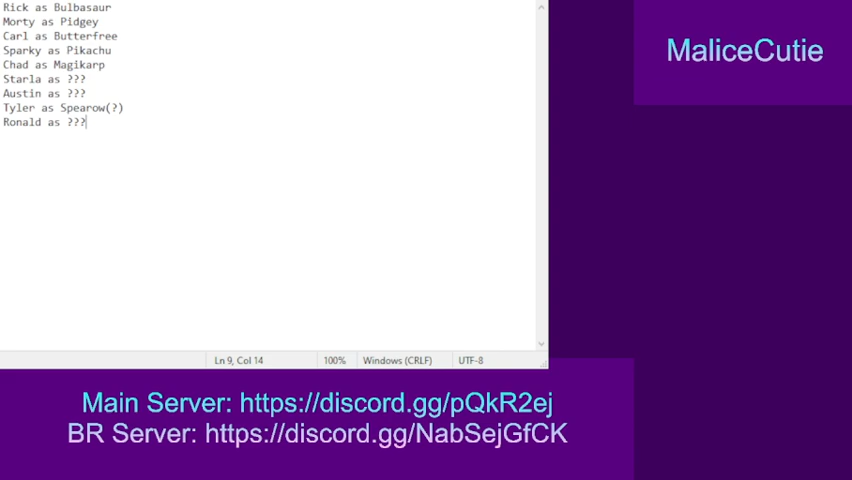 Rick as Bulbasaur
Morty as Pidgey
Carl as Butterfree
Sparky as Pikachu
Chad as Magikarp
Starla as ???
Austin as ???
Tyler as Spearow(?)
Ronald as ???
Ln 9, Col 14
100%
Windows (CRLF)
UTF-8
MaliceCutie
Main Server: https://discord.gg/pQkR2ej
BR Server: https://discord.gg/NabSejGfCK